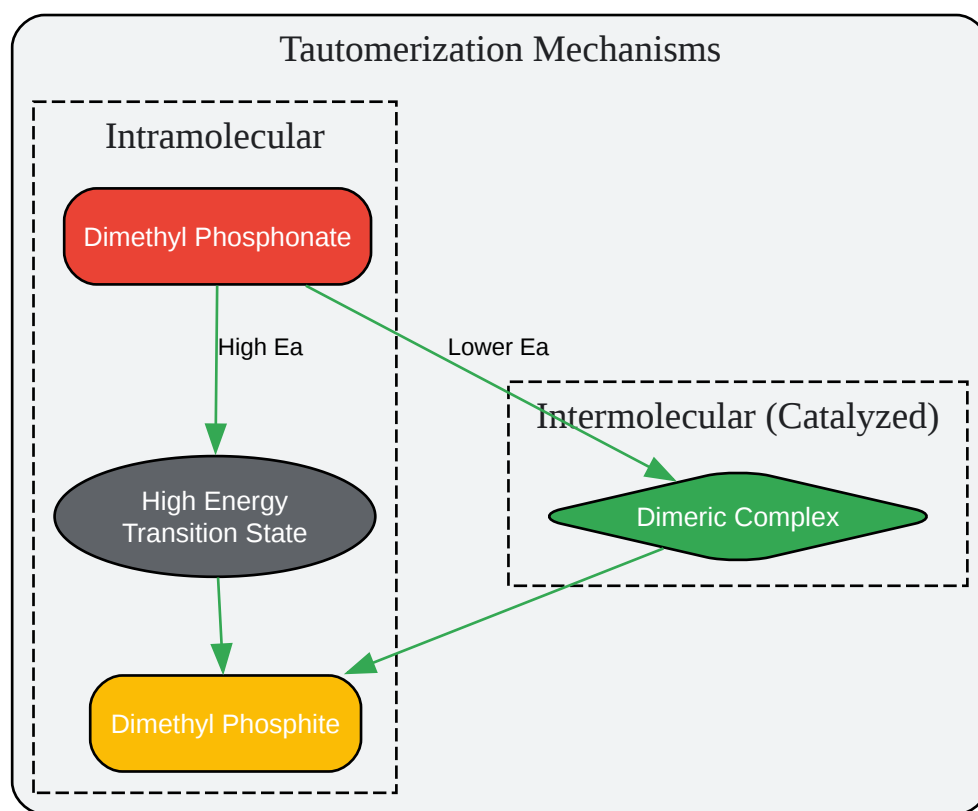 Tautomerization Mechanisms
Intramolecular
Dimethyl Phosphonate
High Ea
Lower Ea
Intermolecular (Catalyzed)
High Energy
Transition State
Dimeric Complex
Dimethyl Phosphite